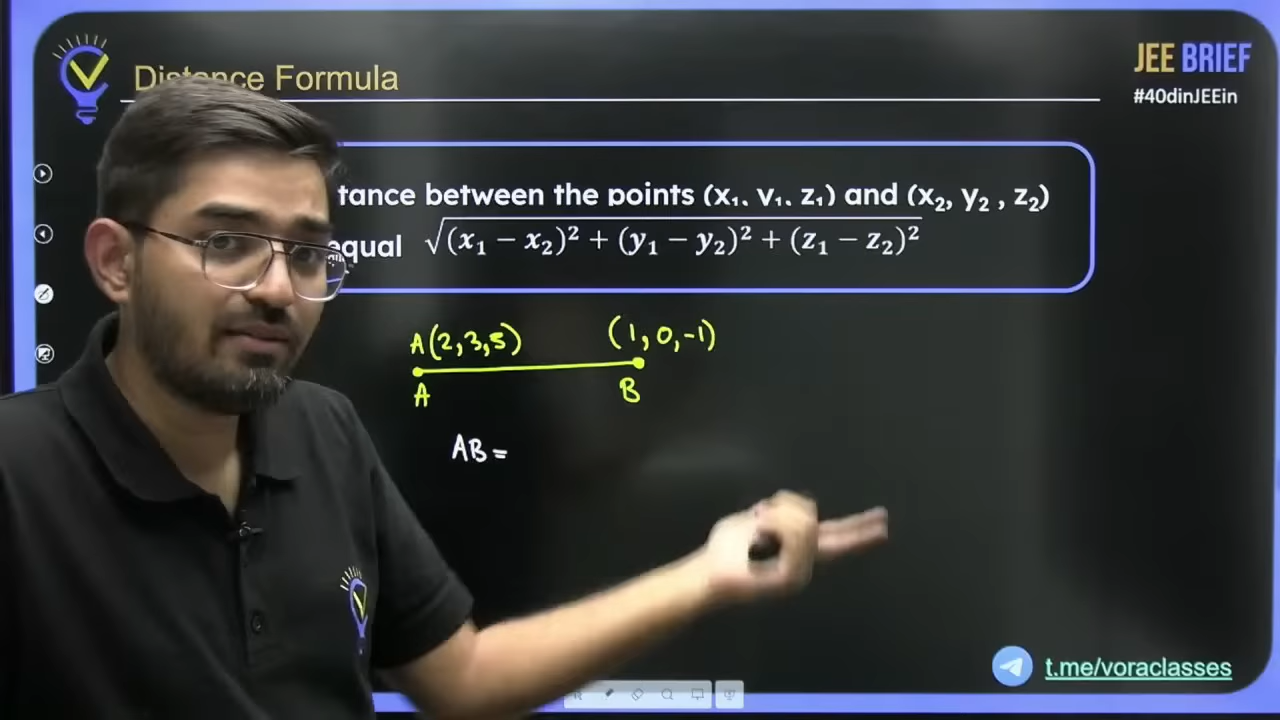 Distance Formula
JEE BRIEF
#40dinJEEin
tance between the points (x₁, y₁, z₁) and (x₂, y₂ , z₂)
equal √(x₁ − x₂)² + (y₁ − y₂)² + (z₁ − z₂)²
A(2,3,5) (1,0,-1)
A B
AB =
t.me/voraclasses